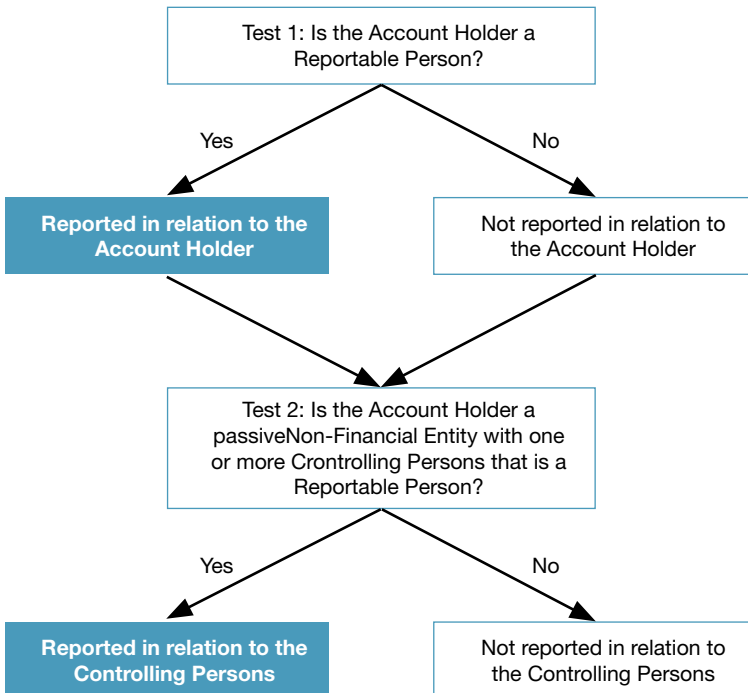 Test 1: Is the Account Holder a
Reportable Person?
Yes
No
Reported in relation to the
Account Holder
Not reported in relation to
the Account Holder
Test 2: Is the Account Holder a
passiveNon-Financial Entity with one
or more Crontrolling Persons that is a
Reportable Person?
Yes
No
Reported in relation to the
Controlling Persons
Not reported in relation to
the Controlling Persons